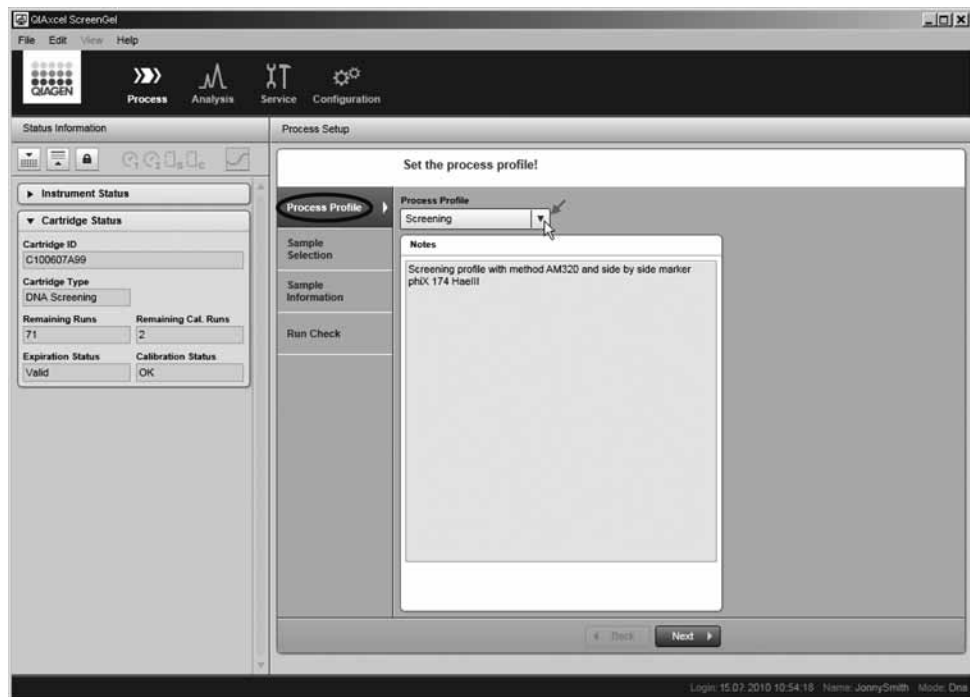 QIAxcel ScreenGel
File Edit View Help
QIAGEN
Process Analysis Service Configuration
Status Information
Process Setup
Set the process profile!
Instrument Status
Cartridge Status
Cartridge ID
C100607A99
Cartridge Type
DNA Screening
Remaining Runs Remaining Cal. Runs
71 2
Expiration Status Calibration Status
Valid OK
Process Profile
Sample
Selection
Sample
Information
Run Check
Process Profile
Screening
Notes
Screening profile with method AM320 and side by side marker
phiX 174 HaeIII
Back Next
Login: 15.07.2010 10:54:18 Name: JonnySmith Mode: Dna